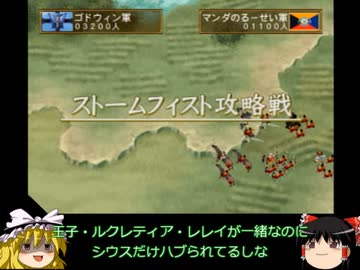 ゴドウィン軍
03200人
マンダのるーせい軍
01100人
ストームフィスト攻略戦
王子・ルクレティア・レレイが一緒なのに
シウスだけハブられてるしな